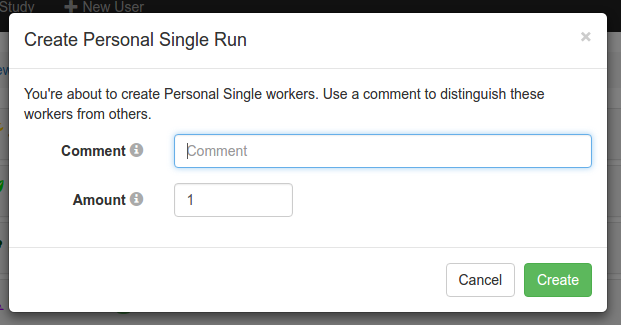 Study + New User
Create Personal Single Run ×
You're about to create Personal Single workers. Use a comment to distinguish these
workers from others.
Comment Comment
Amount 1
Cancel Create